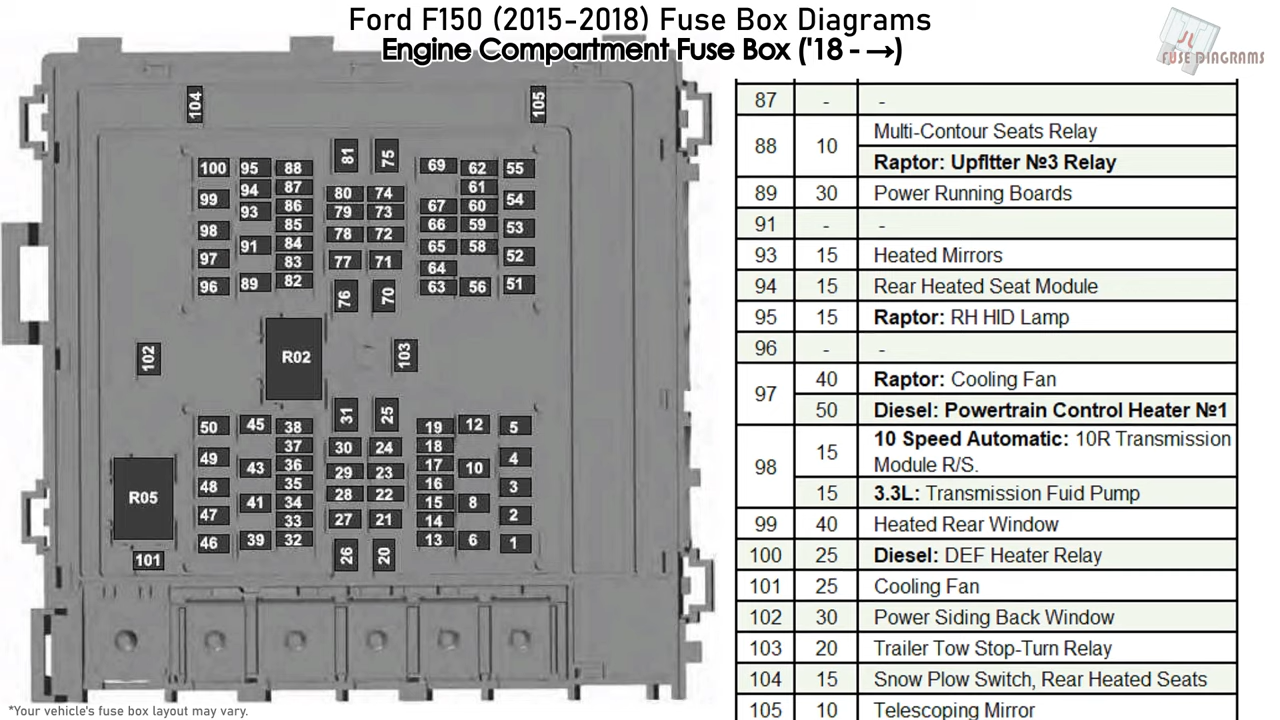 Ford F150 (2015-2018) Fuse Box Diagrams
Engine Compartment Fuse Box ('18 - →)
JL
FUSE DIAGRAMS
104 105
81 75
100 95 88 69 62 55
94 87 80 74 61
99 86 67 60 54
93 79 73
98 85 78 72 66 59 53
91 84 65 58
97 83 77 71 64 52
96 89 82 76 70 63 56 51
102 R02 103
50 45 38 31 25 19 12 5
37 30 24 18
49 43 36 29 23 17 10 4
48 35 28 22 16 3
41 34 15 8
47 33 27 21 14 2
46 39 32 26 20 13 6 1
R05
101
87 - -
88 10 Multi-Contour Seats Relay
Raptor: Upfltter №3 Relay
89 30 Power Running Boards
91 - -
93 15 Heated Mirrors
94 15 Rear Heated Seat Module
95 15 Raptor: RH HID Lamp
96 - -
97 40 Raptor: Cooling Fan
50 Diesel: Powertrain Control Heater №1
98 15 10 Speed Automatic: 10R Transmission
Module R/S.
15 3.3L: Transmission Fuid Pump
99 40 Heated Rear Window
100 25 Diesel: DEF Heater Relay
101 25 Cooling Fan
102 30 Power Siding Back Window
103 20 Trailer Tow Stop-Turn Relay
104 15 Snow Plow Switch, Rear Heated Seats
105 10 Telescoping Mirror
*Your vehicle's fuse box layout may vary.